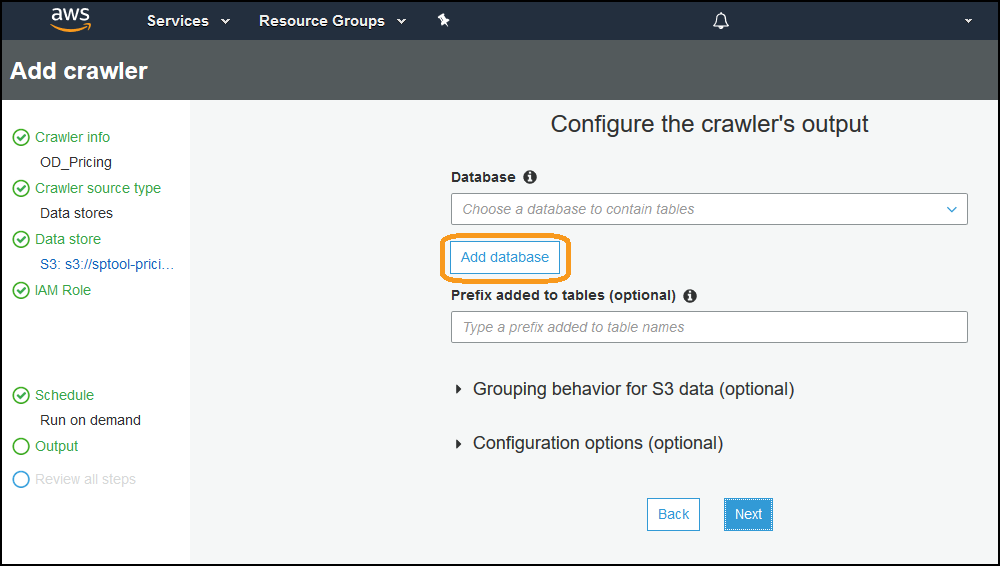 aws Services Resource Groups
Add crawler
Crawler info
OD_Pricing
Crawler source type
Data stores
Data store
S3: s3://sptool-prici…
IAM Role
Schedule
Run on demand
Output
Review all steps
Configure the crawler's output
Database
Choose a database to contain tables
Add database
Prefix added to tables (optional)
Type a prefix added to table names
Grouping behavior for S3 data (optional)
Configuration options (optional)
Back Next